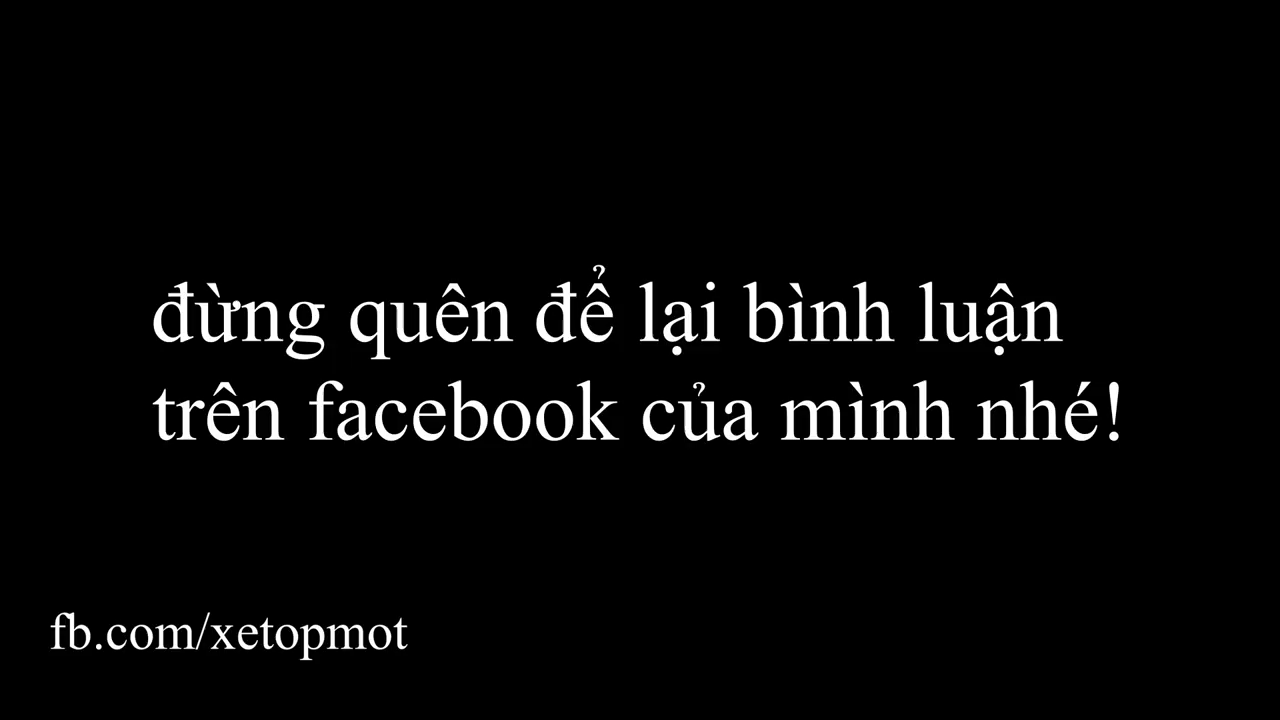 đừng quên để lại bình luận
trên facebook của mình nhé!
fb.com/xetopmot